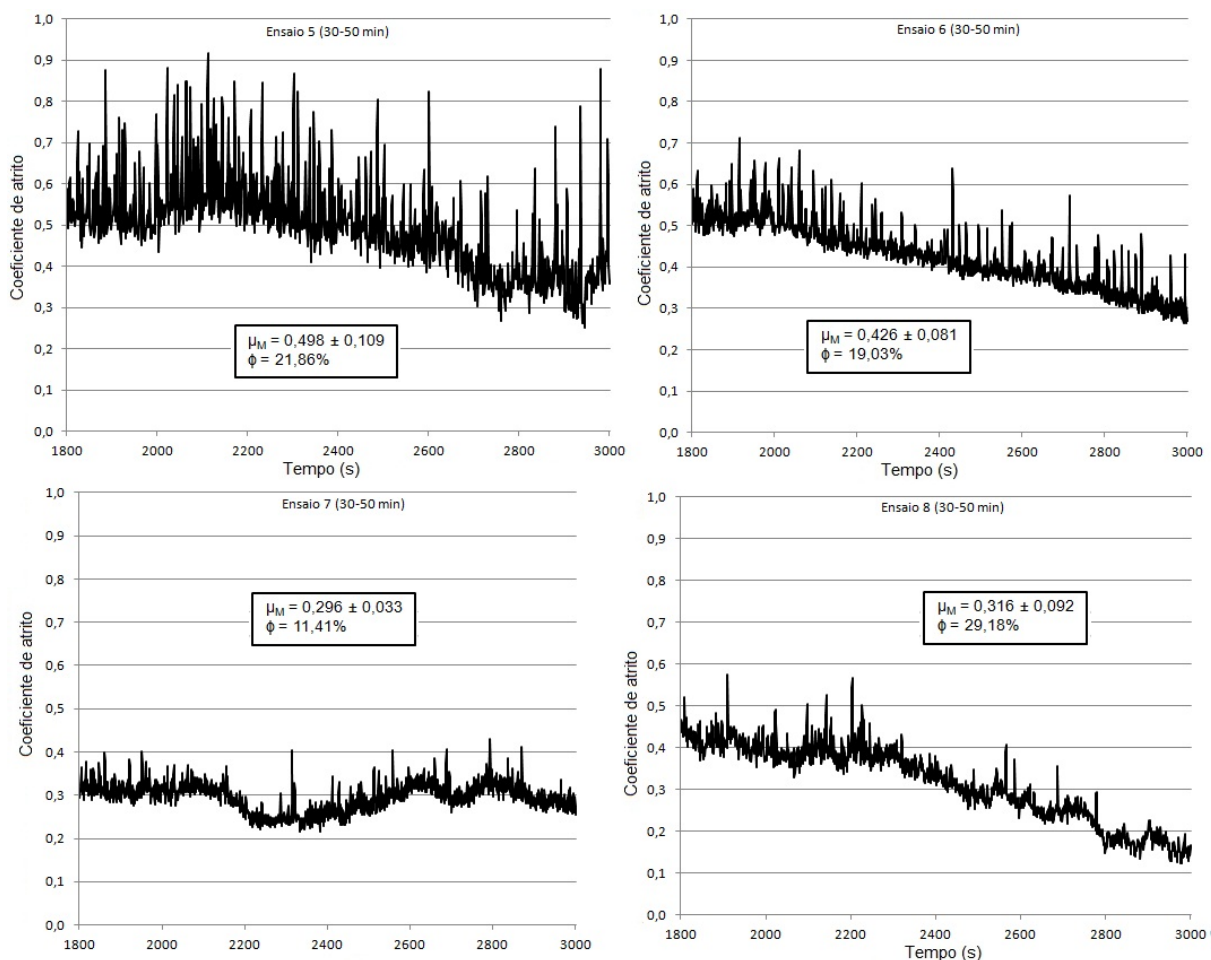 Ensaio 5 (30-50 min)
1,0
0,9
0,8
0,7
0,6
0,5
0,4
0,3
0,2
0,1
0,0
Coeficiente de atrito
μM = 0,498 ± 0,109
ϕ = 21,86%
1800 2000 2200 2400 2600 2800 3000
Tempo (s)
Ensaio 6 (30-50 min)
1,0
0,9
0,8
0,7
0,6
0,5
0,4
0,3
0,2
0,1
0,0
Coeficiente de atrito
μM = 0,426 ± 0,081
ϕ = 19,03%
1800 2000 2200 2400 2600 2800 3000
Tempo (s)
Ensaio 7 (30-50 min)
1,0
0,9
0,8
0,7
0,6
0,5
0,4
0,3
0,2
0,1
0,0
Coeficiente de atrito
μM = 0,296 ± 0,033
ϕ = 11,41%
1800 2000 2200 2400 2600 2800 3000
Ensaio 8 (30-50 min)
1,0
0,9
0,8
0,7
0,6
0,5
0,4
0,3
0,2
0,1
0,0
Coeficiente de atrito
μM = 0,316 ± 0,092
ϕ = 29,18%
1800 2000 2200 2400 2600 2800 3000
Tempo (s)